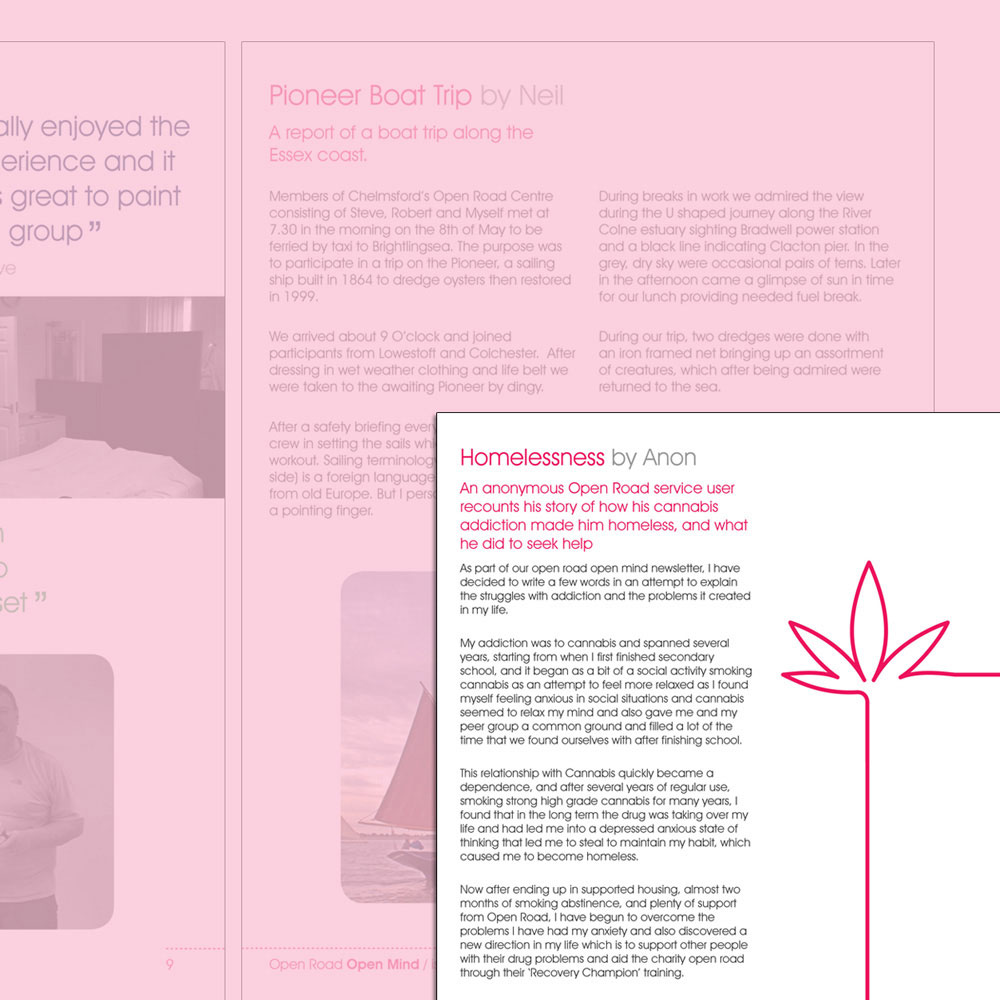 ally enjoyed the
erience and it
s great to paint
group ”
ve
set ”
9
Pioneer Boat Trip by Neil
A report of a boat trip along the
Essex coast.
Members of Chelmsford’s Open Road Centre
consisting of Steve, Robert and Myself met at
7.30 in the morning on the 8th of May to be
ferried by taxi to Brightlingsea. The purpose was
to participate in a trip on the Pioneer, a sailing
ship built in 1864 to dredge oysters then restored
in 1999.
We arrived about 9 O’clock and joined
participants from Lowestoft and Colchester.  After
dressing in wet weather clothing and life belt we
were taken to the awaiting Pioneer by dingy.
After a safety briefing ever
crew in setting the sails whi
workout. Sailing terminology
side) is a foreign language
from old Europe. But I pers
a pointing finger.
During breaks in work we admired the view
during the U shaped journey along the River
Colne estuary sighting Bradwell power station
and a black line indicating Clacton pier. In the
grey, dry sky were occasional pairs of terns. Later
in the afternoon came a glimpse of sun in time
for our lunch providing needed fuel break.
During our trip, two dredges were done with
an iron framed net bringing up an assortment
of creatures, which after being admired were
returned to the sea.
Open Road Open Mind / i
Homelessness by Anon
An anonymous Open Road service user
recounts his story of how his cannabis
addiction made him homeless, and what
he did to seek help
As part of our open road open mind newsletter, I have
decided to write a few words in an attempt to explain
the struggles with addiction and the problems it created
in my life.
My addiction was to cannabis and spanned several
years, starting from when I first finished secondary
school, and it began as a bit of a social activity smoking
cannabis as an attempt to feel more relaxed as I found
myself feeling anxious in social situations and cannabis
seemed to relax my mind and also gave me and my
peer group a common ground and filled a lot of the
time that we found ourselves with after finishing school.
This relationship with Cannabis quickly became a
dependence, and after several years of regular use,
smoking strong high grade cannabis for many years, I
found that in the long term the drug was taking over my
life and had led me into a depressed anxious state of
thinking that led me to steal to maintain my habit, which
caused me to become homeless.
Now after ending up in supported housing, almost two
months of smoking abstinence, and plenty of support
from Open Road, I have begun to overcome the
problems I have had my anxiety and also discovered a
new direction in my life which is to support other people
with their drug problems and aid the charity open road
through their ‘Recovery Champion’ training.